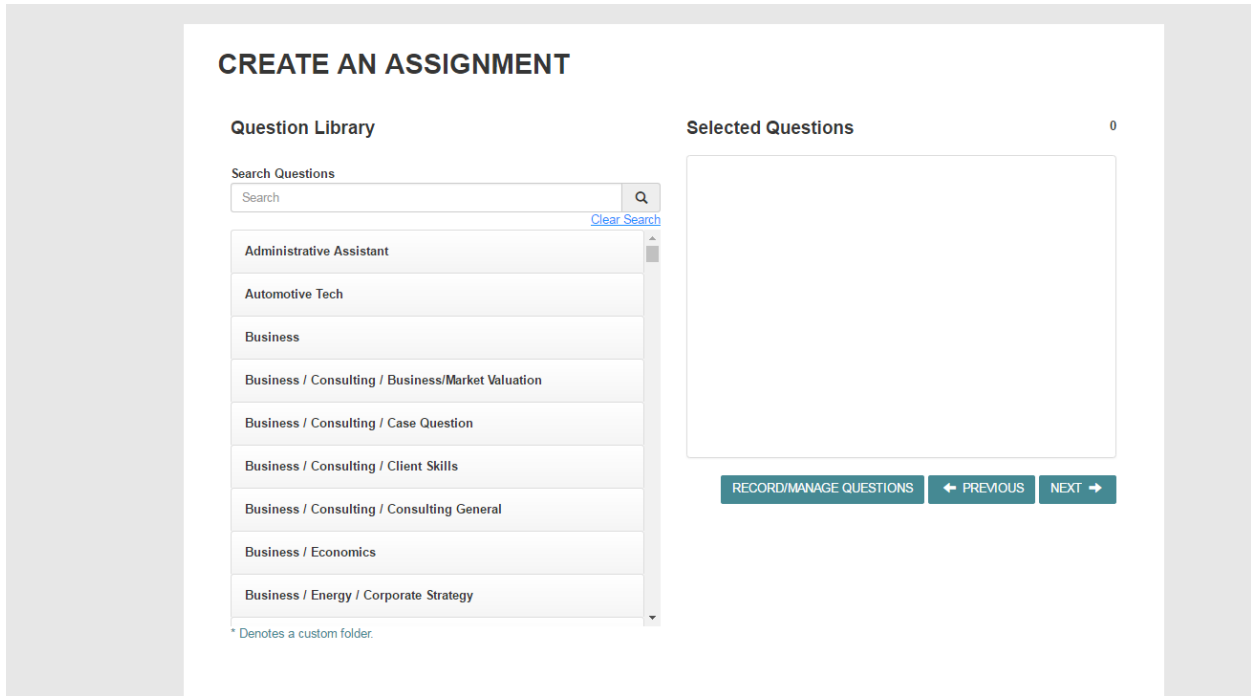 CREATE AN ASSIGNMENT
Question Library
Search Questions
Search
Clear Search
Administrative Assistant
Automotive Tech
Business
Business / Consulting / Business/Market Valuation
Business / Consulting / Case Question
Business / Consulting / Client Skills
Business / Consulting / Consulting General
Business / Economics
Business / Energy / Corporate Strategy
* Denotes a custom folder.
Selected Questions 0
RECORD/MANAGE QUESTIONS PREVIOUS NEXT